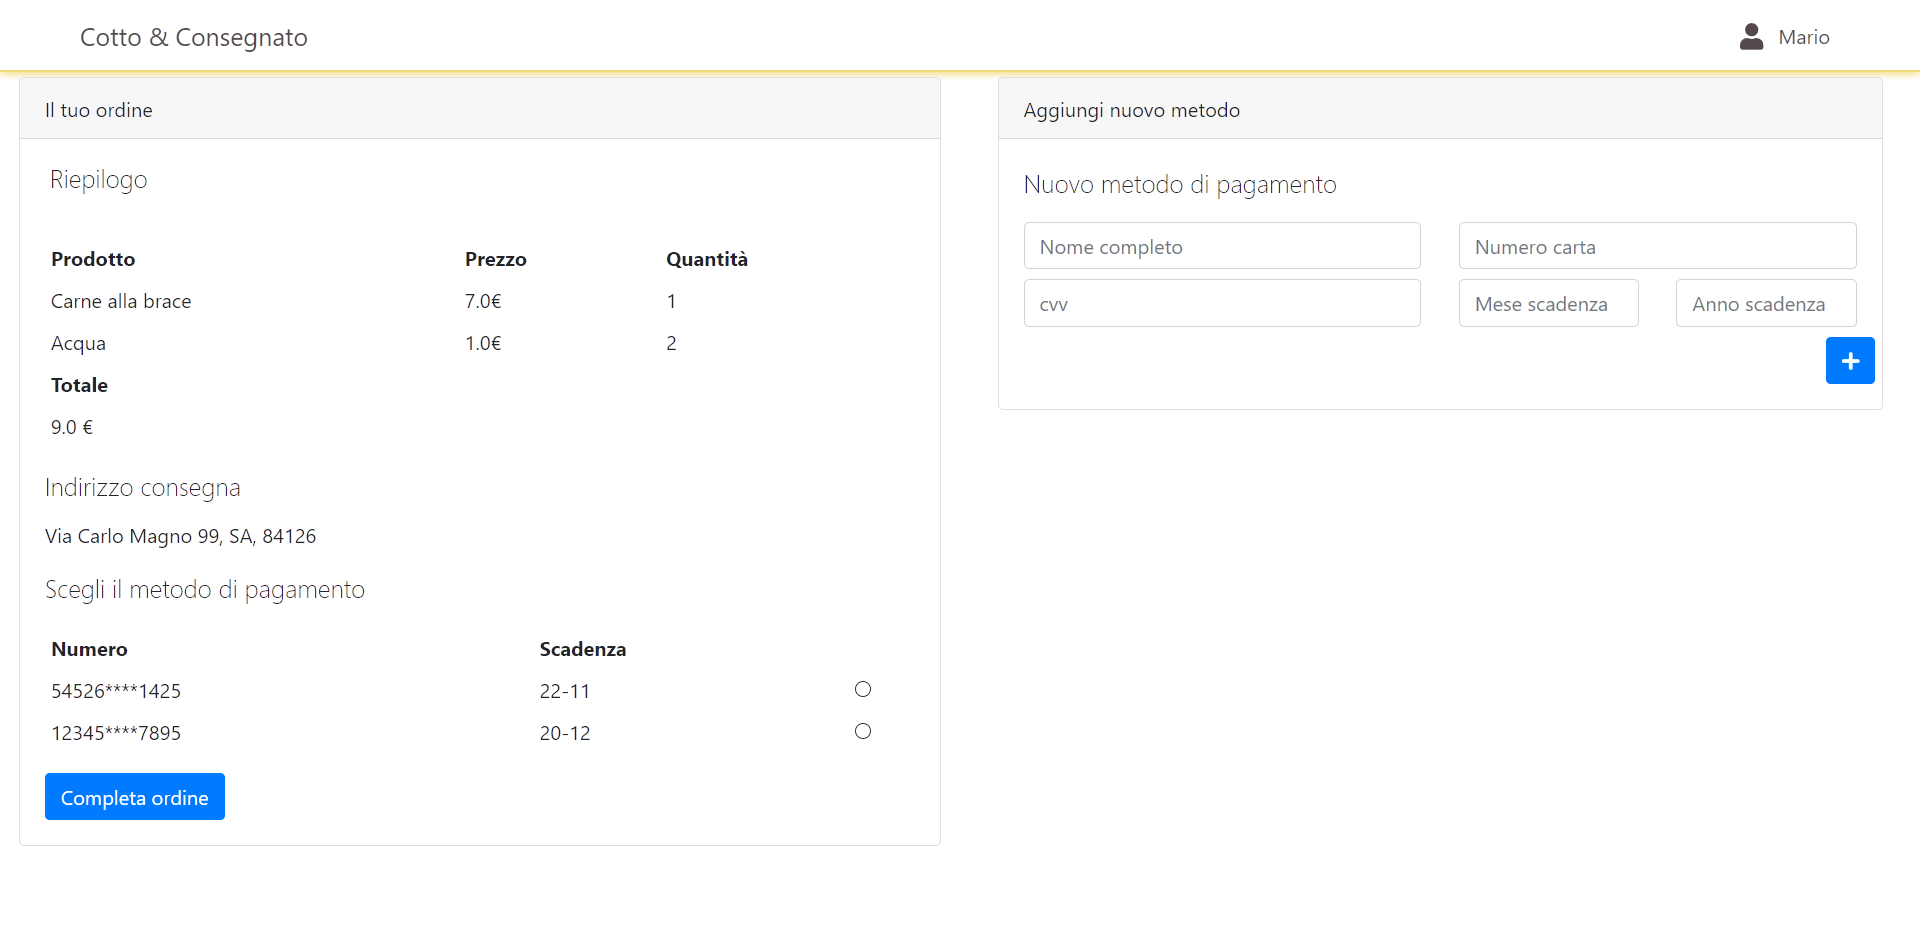 Cotto & Consegnato
Mario
Il tuo ordine
Riepilogo
Prodotto Prezzo Quantità
Carne alla brace 7.0€ 1
Acqua 1.0€ 2
Totale
9.0 €
Indirizzo consegna
Via Carlo Magno 99, SA, 84126
Scegli il metodo di pagamento
Numero Scadenza
54526****1425 22-11
12345****7895 20-12
Completa ordine
Aggiungi nuovo metodo
Nuovo metodo di pagamento
Nome completo Numero carta
cvv Mese scadenza Anno scadenza
+